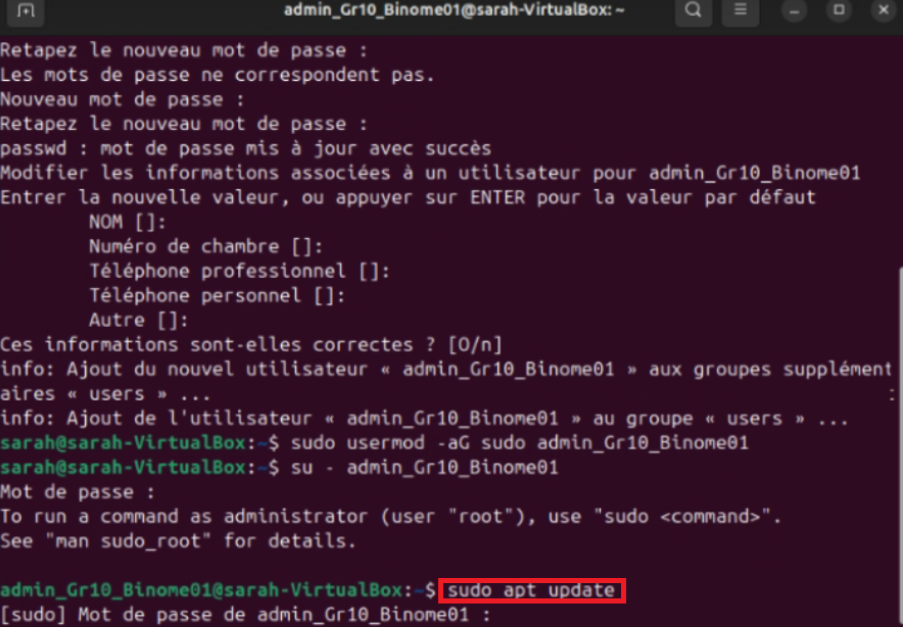 admin_Gr10_Binome01@sarah-VirtualBox: ~
Retapez le nouveau mot de passe :
Les mots de passe ne correspondent pas.
Nouveau mot de passe :
Retapez le nouveau mot de passe :
passwd : mot de passe mis à jour avec succès
Modifier les informations associées à un utilisateur pour admin_Gr10_Binome01
Entrer la nouvelle valeur, ou appuyer sur ENTER pour la valeur par défaut
NOM []:
Numéro de chambre []:
Téléphone professionnel []:
Téléphone personnel []:
Autre []:
Ces informations sont-elles correctes ? [O/n]
info: Ajout du nouvel utilisateur « admin_Gr10_Binome01 » aux groupes supplément
aires « users » ... :
info: Ajout de l'utilisateur « admin_Gr10_Binome01 » au groupe « users » ...
sarah@sarah-VirtualBox:~$ sudo usermod -aG sudo admin_Gr10_Binome01
sarah@sarah-VirtualBox:~$ su - admin_Gr10_Binome01
Mot de passe :
To run a command as administrator (user "root"), use "sudo <command>".
See "man sudo_root" for details.
admin_Gr10_Binome01@sarah-VirtualBox:~$ sudo apt update
[sudo] Mot de passe de admin_Gr10_Binome01 :